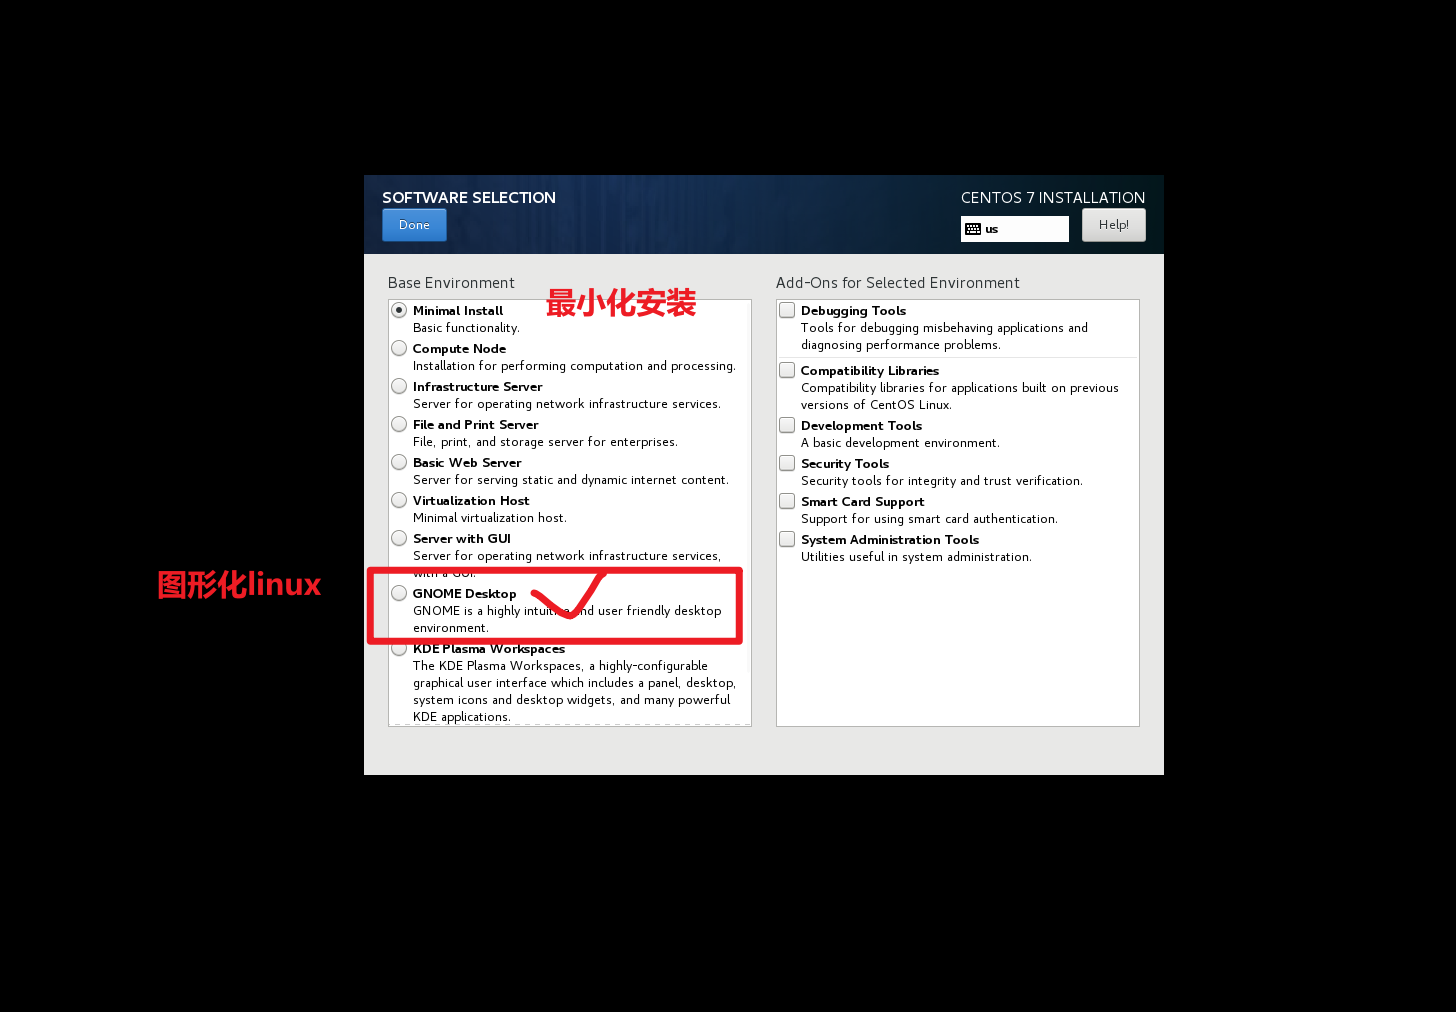 SOFTWARE SELECTION
CENTOS 7 INSTALLATION
Done
us
Help!
Base Environment
最小化安装
Minimal Install
Basic functionality.
Compute Node
Installation for performing computation and processing.
Infrastructure Server
Server for operating network infrastructure services.
File and Print Server
File, print, and storage server for enterprises.
Basic Web Server
Server for serving static and dynamic internet content.
Virtualization Host
Minimal virtualization host.
Server with GUI
Server for operating network infrastructure services,
with a GUI.
图形化linux
GNOME Desktop
GNOME is a highly intuitive and user friendly desktop
environment.
KDE Plasma Workspaces
The KDE Plasma Workspaces, a highly-configurable
graphical user interface which includes a panel, desktop,
system icons and desktop widgets, and many powerful
KDE applications.
Add-Ons for Selected Environment
Debugging Tools
Tools for debugging misbehaving applications and
diagnosing performance problems.
Compatibility Libraries
Compatibility libraries for applications built on previous
versions of CentOS Linux.
Development Tools
A basic development environment.
Security Tools
Security tools for integrity and trust verification.
Smart Card Support
Support for using smart card authentication.
System Administration Tools
Utilities useful in system administration.